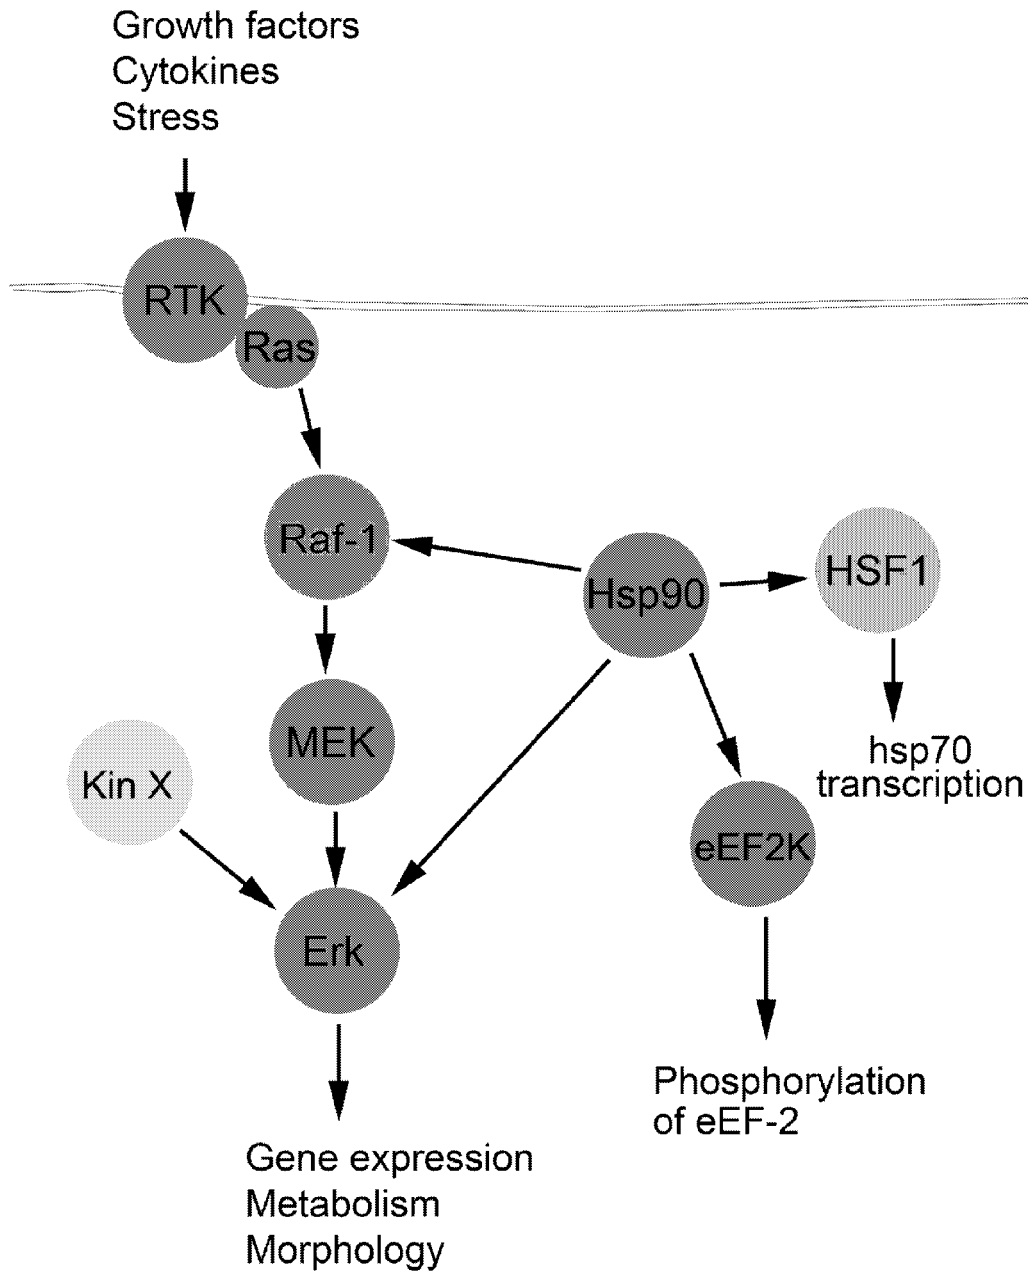 Growth factors
Cytokines
Stress
RTK
Ras
Raf-1
Hsp90
HSF1
MEK
hsp70
transcription
Kin X
eEF2K
Erk
Phosphorylation
of eEF-2
Gene expression
Metabolism
Morphology